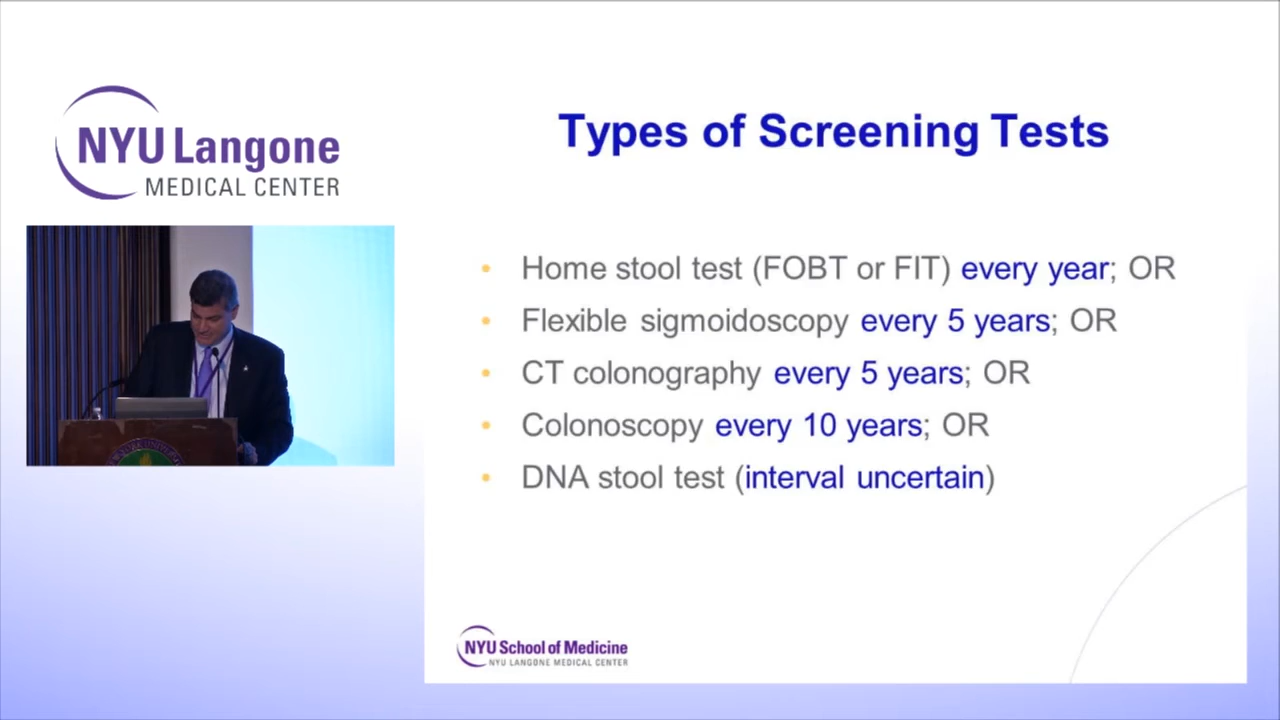 NYU Langone
MEDICAL CENTER
Types of Screening Tests
Home stool test (FOBT or FIT) every year; OR
Flexible sigmoidoscopy every 5 years; OR
CT colonography every 5 years; OR
Colonoscopy every 10 years; OR
DNA stool test (interval uncertain)
NYU School of Medicine
NYU LANGONE MEDICAL CENTER